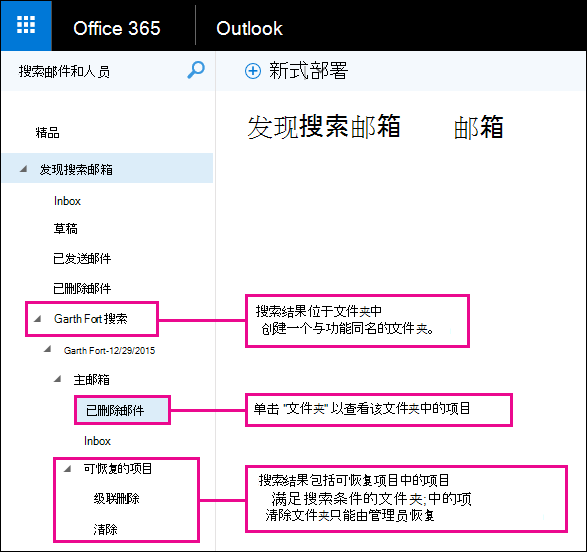 Office 365 Outlook
搜索邮件和人员
新式部署
精品
发现搜索邮箱 邮箱
发现搜索邮箱
Inbox
草稿
已发送邮件
已删除邮件
Garth Fort 搜索
搜索结果位于文件夹中
创建一个与功能同名的文件夹。
Garth Fort-12/29/2015
主邮箱
已删除邮件
单击 "文件夹" 以查看该文件夹中的项目
Inbox
可恢复的项目
级联删除
清除
搜索结果包括可恢复项目中的项目
满足搜索条件的文件夹;中的项
清除文件夹只能由管理员恢复